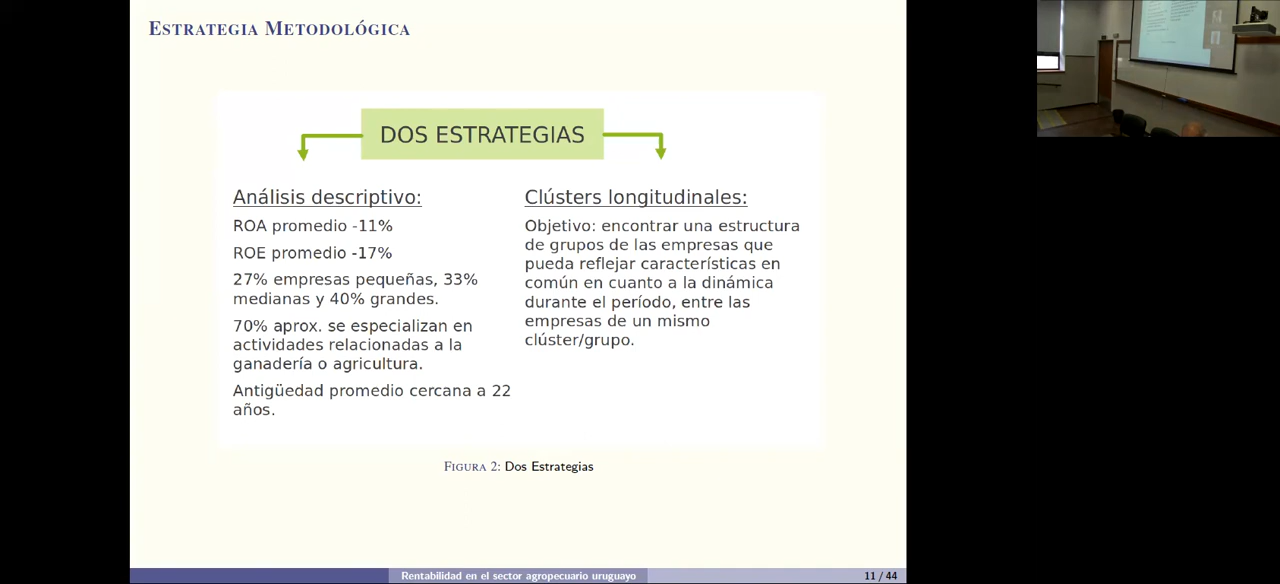 Estrategia Metodológica
DOS ESTRATEGIAS
Análisis descriptivo:
ROA promedio -11%
ROE promedio -17%
27% empresas pequeñas, 33%
medianas y 40% grandes.
70% aprox. se especializan en
actividades relacionadas a la
ganadería o agricultura.
Antigüedad promedio cercana a 22
años.
Clústers longitudinales:
Objetivo: encontrar una estructura
de grupos de las empresas que
pueda reflejar características en
común en cuanto a la dinámica
durante el período, entre las
empresas de un mismo
clúster/grupo.
Figura 2: Dos Estrategias
Rentabilidad en el sector agropecuario uruguayo
11 / 44